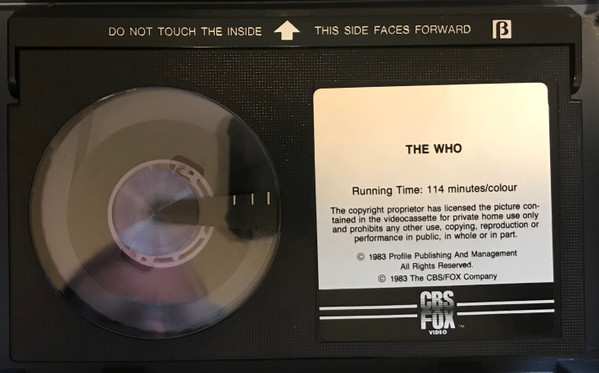 DO NOT TOUCH THE INSIDE THIS SIDE FACES FORWARD β
THE WHO
Running Time: 114 minutes/colour
The copyright proprietor has licensed the picture con-
tained in the videocassette for private home use only
and prohibits any other use, copying, reproduction or
performance in public, in whole or in part.
© 1983 Profile Publishing And Management
All Rights Reserved.
© 1983 The CBS/FOX Company
CBS
FOX™
VIDEO